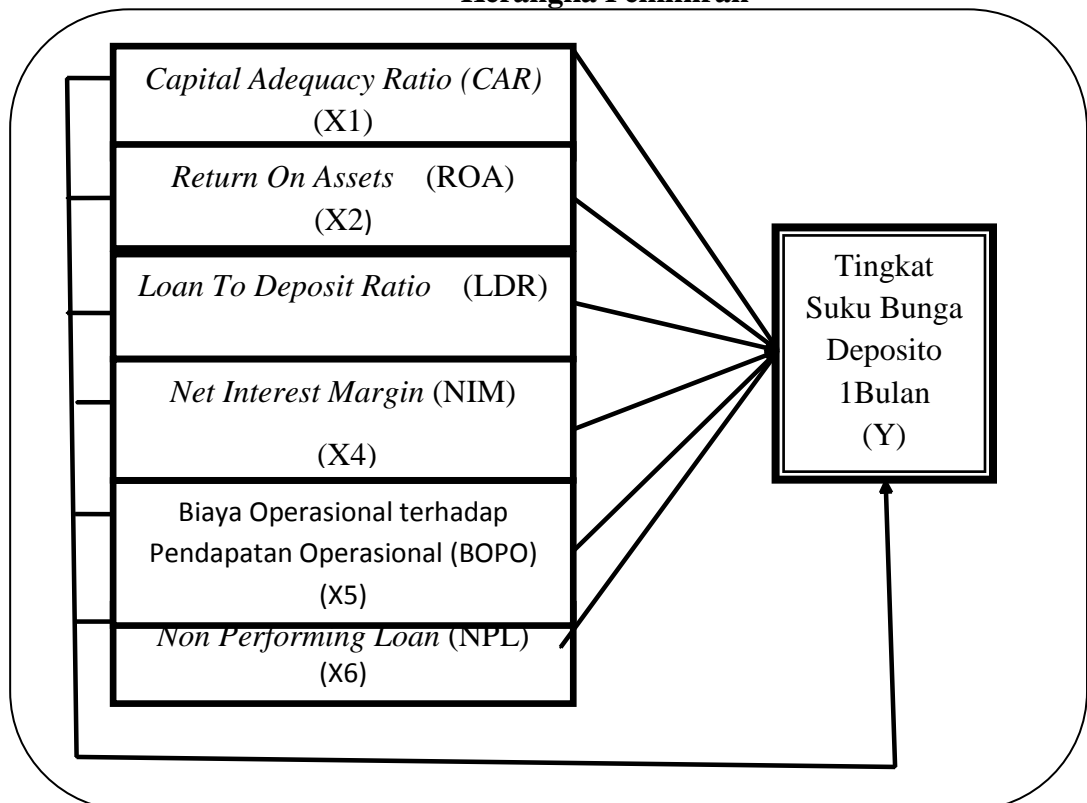 Capital Adequacy Ratio (CAR)
(X1)
Return On Assets (ROA)
(X2)
Loan To Deposit Ratio (LDR)
Net Interest Margin (NIM)
(X4)
Biaya Operasional terhadap
Pendapatan Operasional (BOPO)
(X5)
Non Performing Loan (NPL)
(X6)
Tingkat
Suku Bunga
Deposito
1Bulan
(Y)